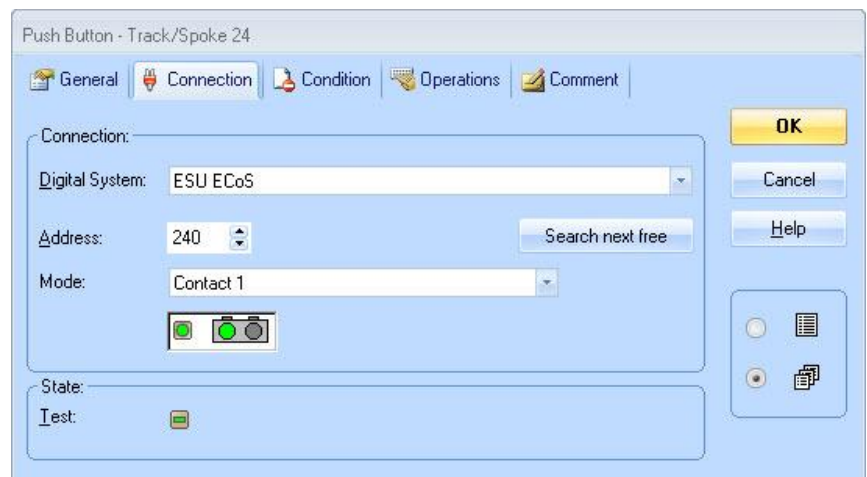 Push Button - Track/Spoke 24
General Connection Condition Operations Comment
Connection:
Digital System: ESU ECoS
Address: 240 Search next free
Mode: Contact 1
State:
Test:
OK
Cancel
Help